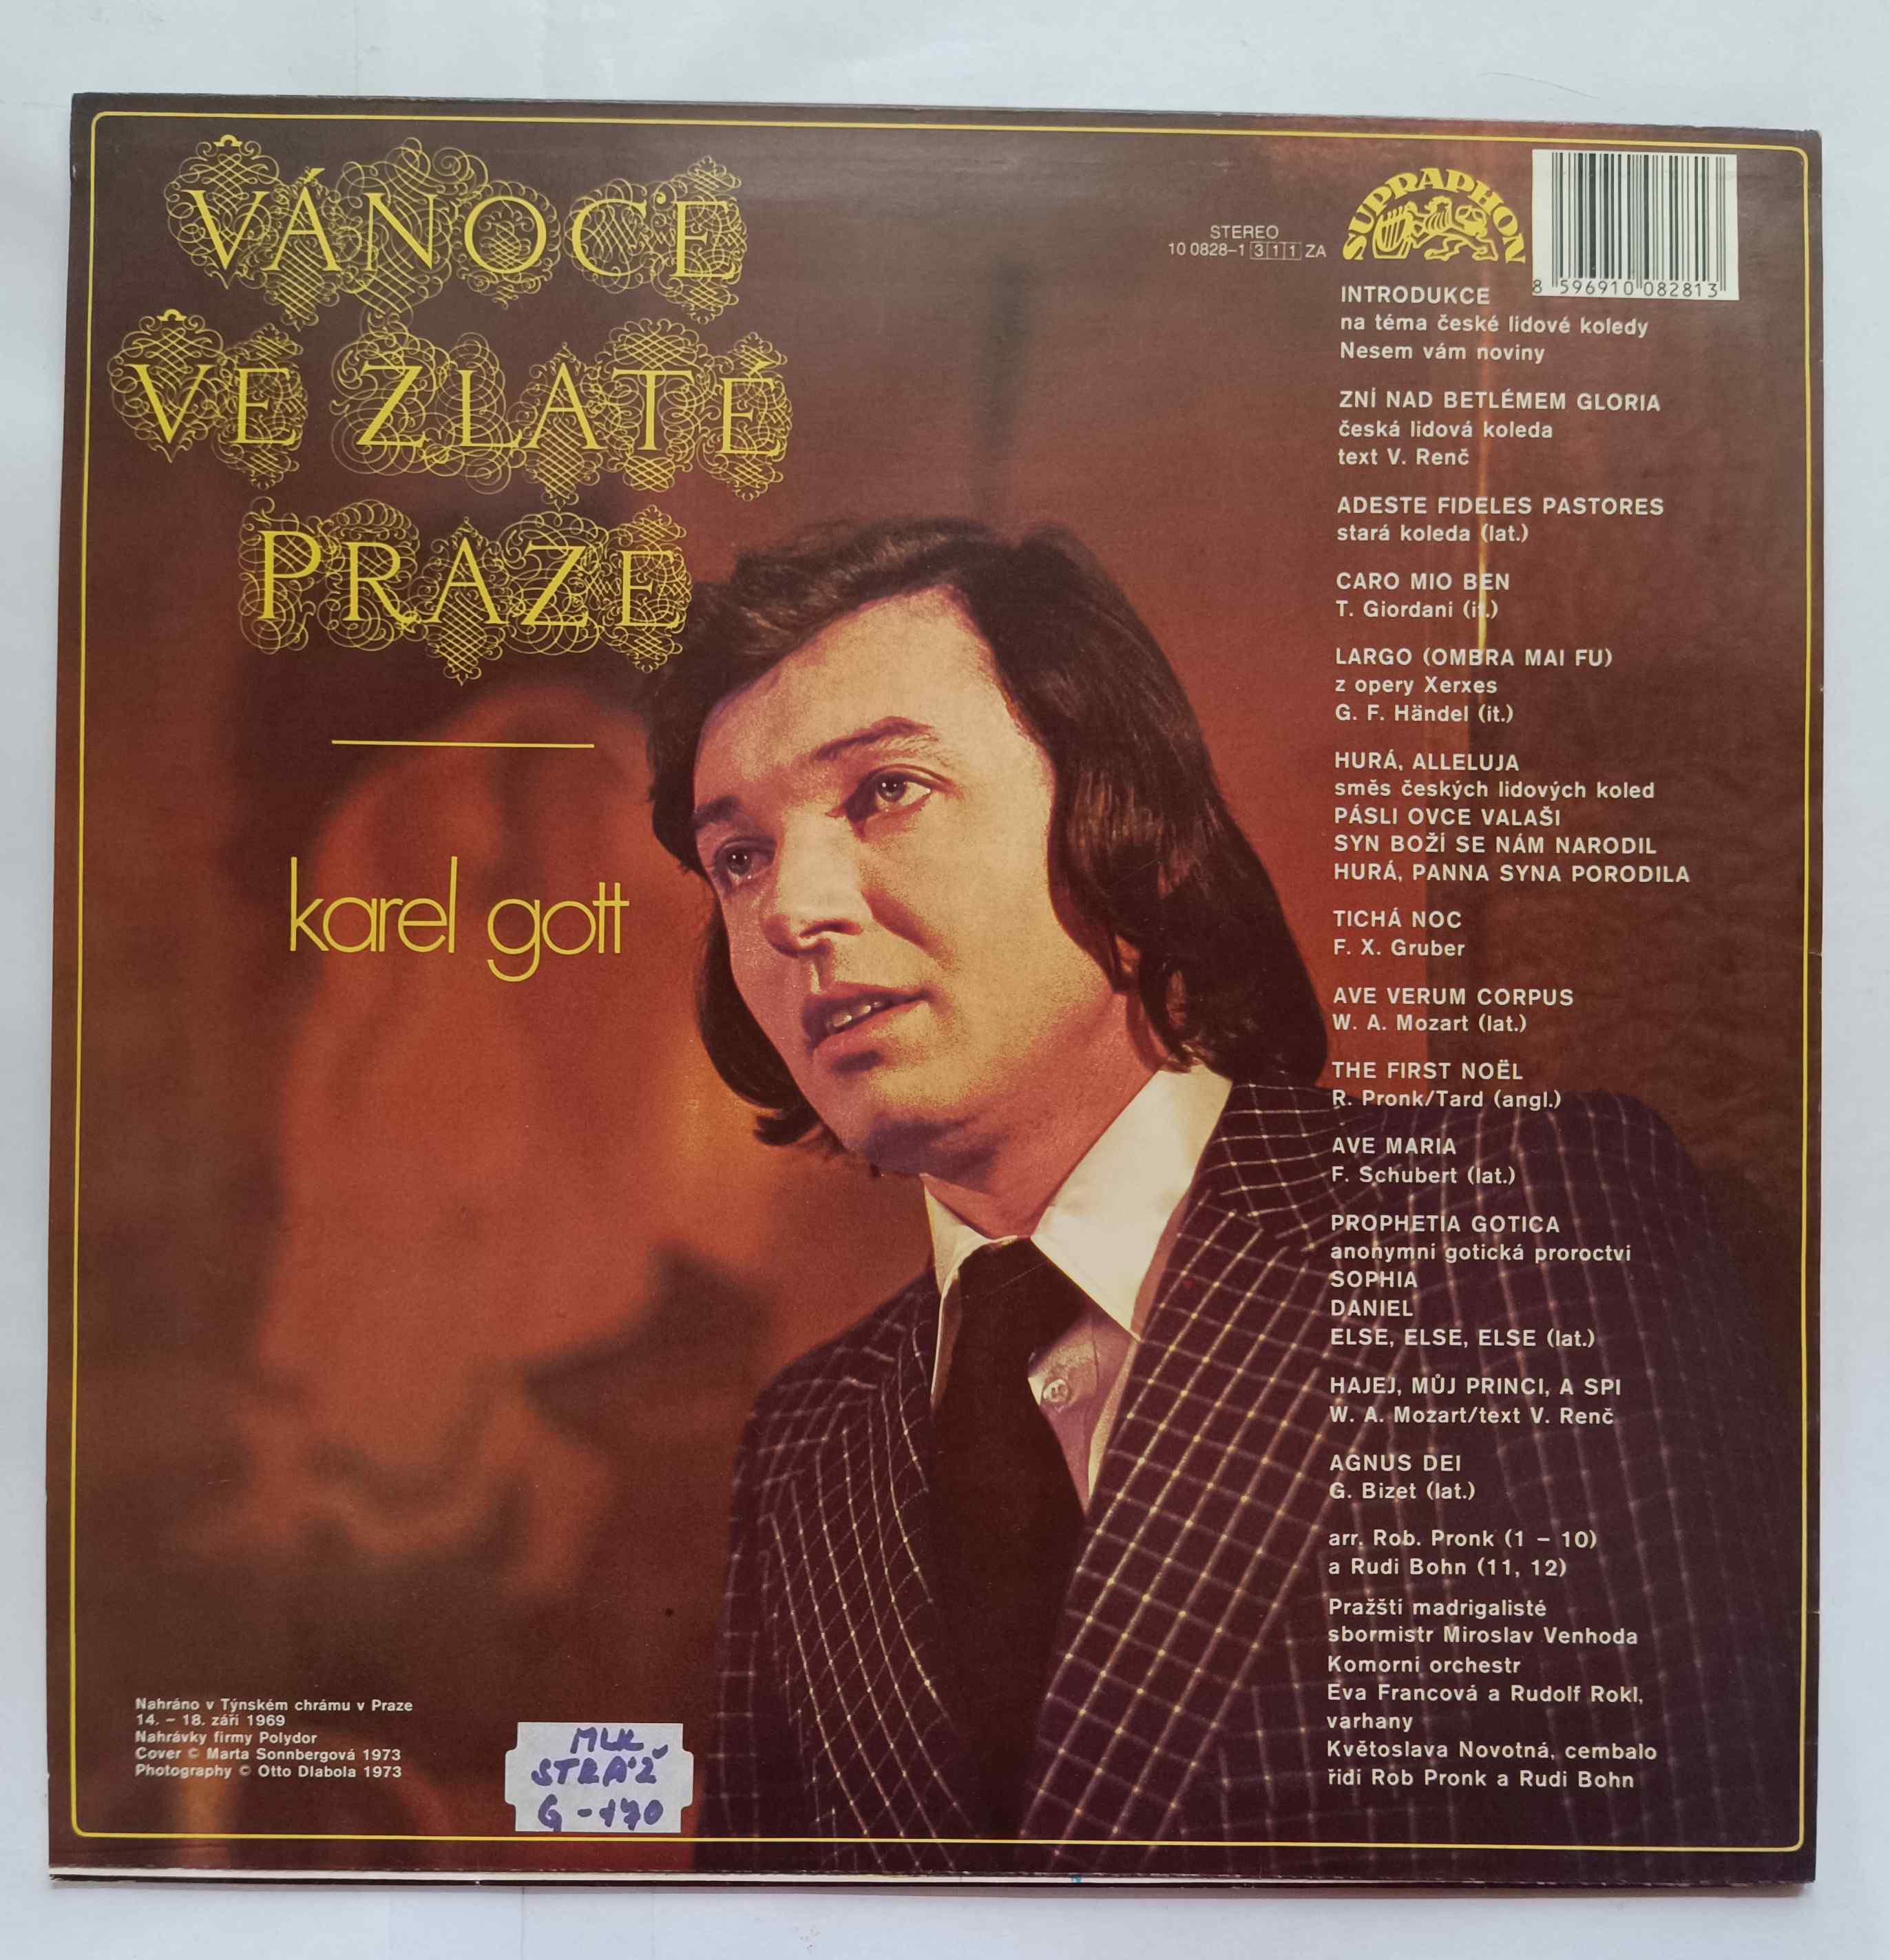 VÁNOCE
VE ZLATÉ
PRAZE
karel gott
STEREO
10 0828-1 311 ZA
SUPRAPHON
8 596910 082813
INTRODUKCE
na téma české lidové koledy
Nesem vám noviny
ZNÍ NAD BETLÉMEM GLORIA
česká lidová koleda
text V. Renč
ADESTE FIDELES PASTORES
stará koleda (lat.)
CARO MIO BEN
T. Giordani (it.)
LARGO (OMBRA MAI FU)
z opery Xerxes
G. F. Händel (it.)
HURÁ, ALLELUJA
směs českých lidových koled
PÁSLI OVCE VALAŠI
SYN BOŽÍ SE NÁM NARODIL
HURÁ, PANNA SYNA PORODILA
TICHÁ NOC
F. X. Gruber
AVE VERUM CORPUS
W. A. Mozart (lat.)
THE FIRST NOËL
R. Pronk/Tard (angl.)
AVE MARIA
F. Schubert (lat.)
PROPHETIA GOTICA
anonymní gotická proroctví
SOPHIA
DANIEL
ELSE, ELSE, ELSE (lat.)
HAJEJ, MŮJ PRINCI, A SPI
W. A. Mozart/text V. Renč
AGNUS DEI
G. Bizet (lat.)
arr. Rob. Pronk (1 – 10)
a Rudi Bohn (11, 12)
Pražští madrigalisté
sbormistr Miroslav Venhoda
Komorní orchestr
Eva Francová a Rudolf Rokl,
varhany
Květoslava Novotná, cembalo
řídí Rob Pronk a Rudi Bohn
Nahráno v Týnském chrámu v Praze
14. – 18. září 1969
Nahrávky firmy Polydor
Cover © Marta Sonnbergová 1973
Photography © Otto Dlabola 1973
MLK
STRÁŽ
G-170